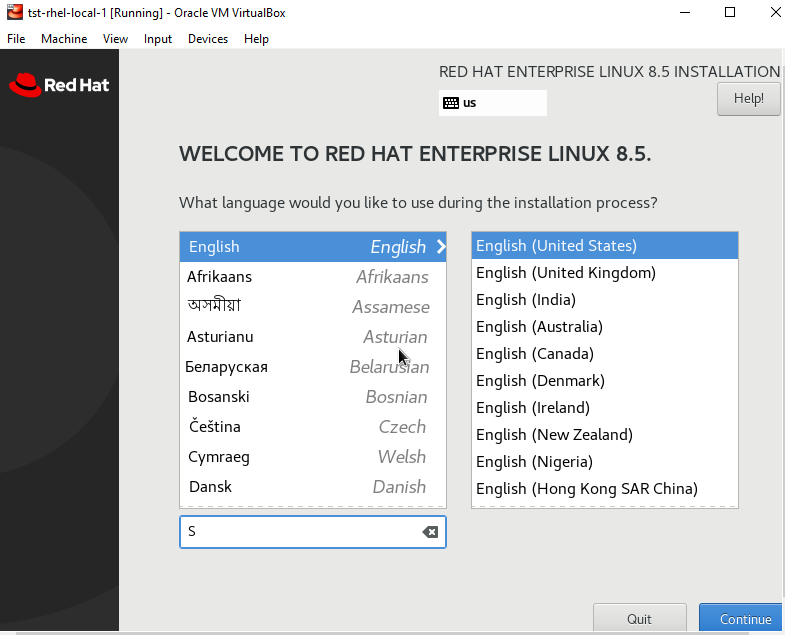 tst-rhel-local-1 [Running] - Oracle VM VirtualBox
File Machine View Input Devices Help
Red Hat
RED HAT ENTERPRISE LINUX 8.5 INSTALLATION
us
Help!
WELCOME TO RED HAT ENTERPRISE LINUX 8.5.
What language would you like to use during the installation process?
English English
Afrikaans Afrikaans
অসমীয়া Assamese
Asturianu Asturian
Беларуская Belarusian
Bosanski Bosnian
Čeština Czech
Cymraeg Welsh
Dansk Danish
S
English (United States)
English (United Kingdom)
English (India)
English (Australia)
English (Canada)
English (Denmark)
English (Ireland)
English (New Zealand)
English (Nigeria)
English (Hong Kong SAR China)
Quit Continue